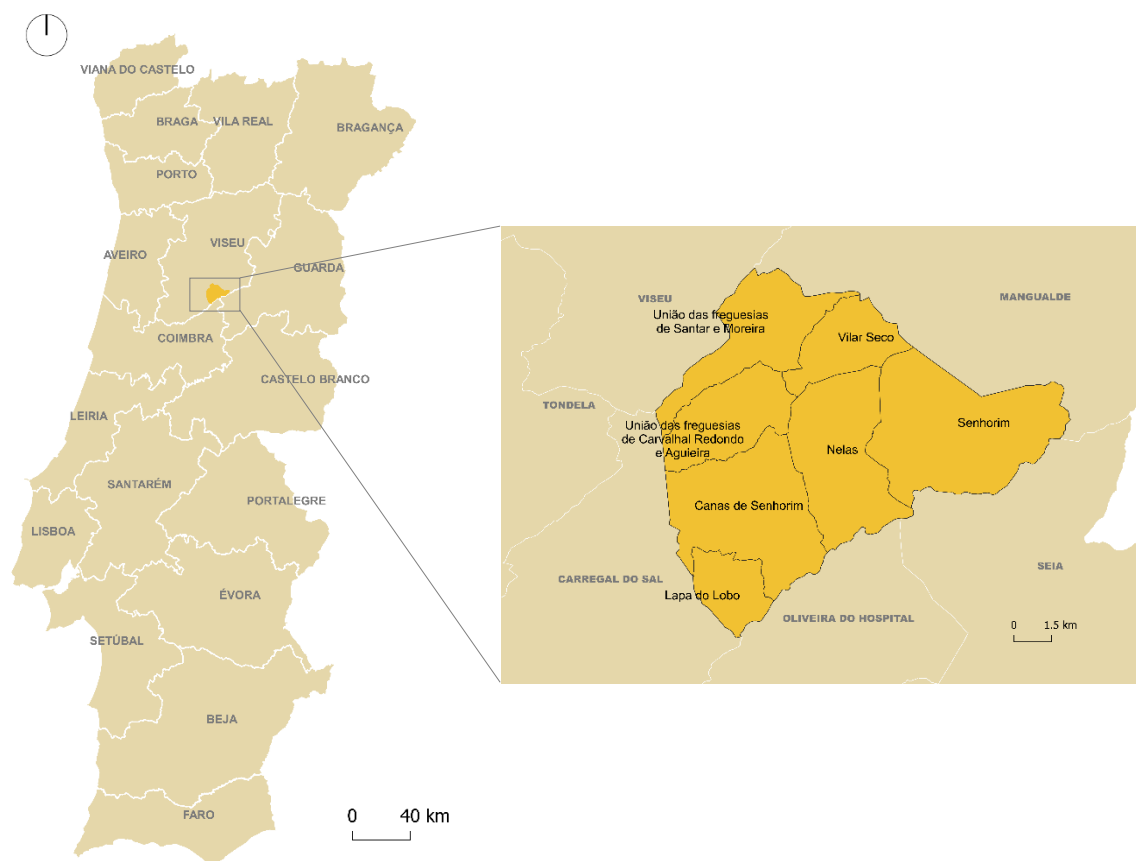 VIANA DO CASTELO
BRAGA
VILA REAL
BRAGANÇA
PORTO
AVEIRO
VISEU
GUARDA
COIMBRA
CASTELO BRANCO
LEIRIA
SANTARÉM
PORTALEGRE
LISBOA
ÉVORA
SETÚBAL
BEJA
FARO
0 40 km
VISEU
MANGUALDE
União das freguesias
de Santar e Moreira
Vilar Seco
TONDELA
União das freguesias
de Carvalhal Redondo
e Aguieira
Senhorim
Nelas
Canas de Senhorim
CARREGAL DO SAL
Lapa do Lobo
SEIA
OLIVEIRA DO HOSPITAL
0 1.5 km